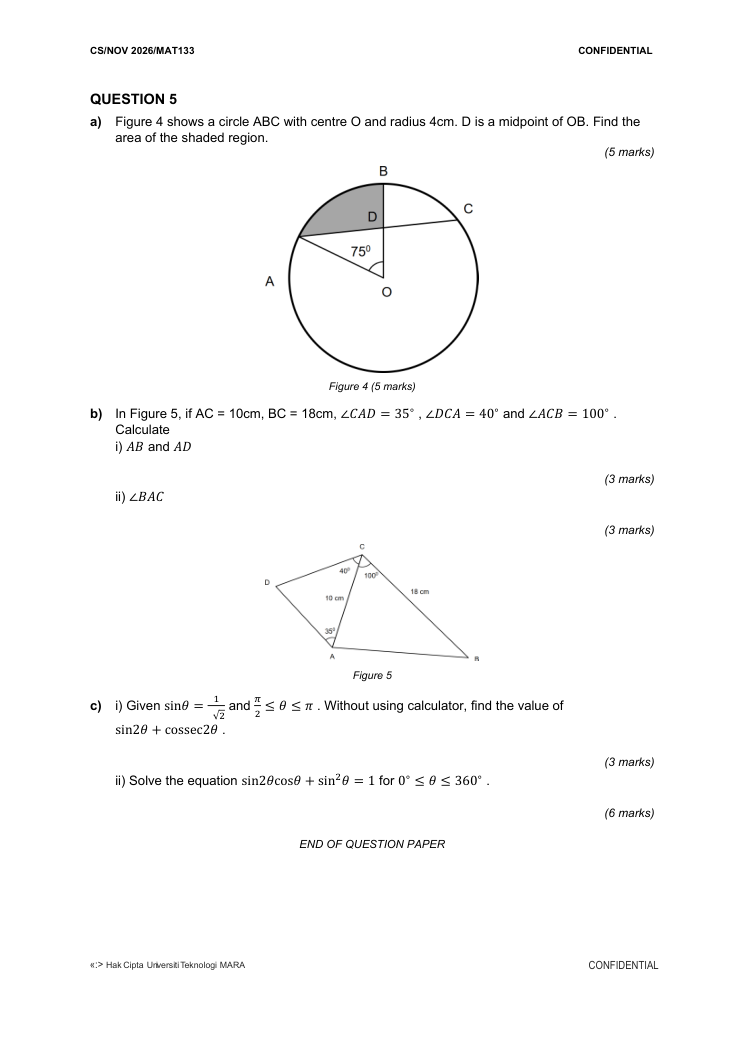 CS/NOV 2026/MAT133 CONFIDENTIAL
QUESTION 5
a) Figure 4 shows a circle ABC with centre O and radius 4cm. D is a midpoint of OB. Find the
area of the shaded region.
(5 marks)
B
C
D
75⁰
A
O
Figure 4 (5 marks)
b) In Figure 5, if AC = 10cm, BC = 18cm, ∠CAD = 35° , ∠DCA = 40° and ∠ACB = 100° .
Calculate
i) AB and AD
(3 marks)
ii) ∠BAC
(3 marks)
C
40⁰
100⁰
D
18 cm
10 cm
35⁰
A
B
Figure 5
c) i) Given sinθ = 1/√2 and π/2 ≤ θ ≤ π . Without using calculator, find the value of
sin2θ + cossec2θ .
(3 marks)
ii) Solve the equation sin2θcosθ + sin²θ = 1 for 0° ≤ θ ≤ 360° .
(6 marks)
END OF QUESTION PAPER
«:> Hak Cipta Universiti Teknologi MARA CONFIDENTIAL